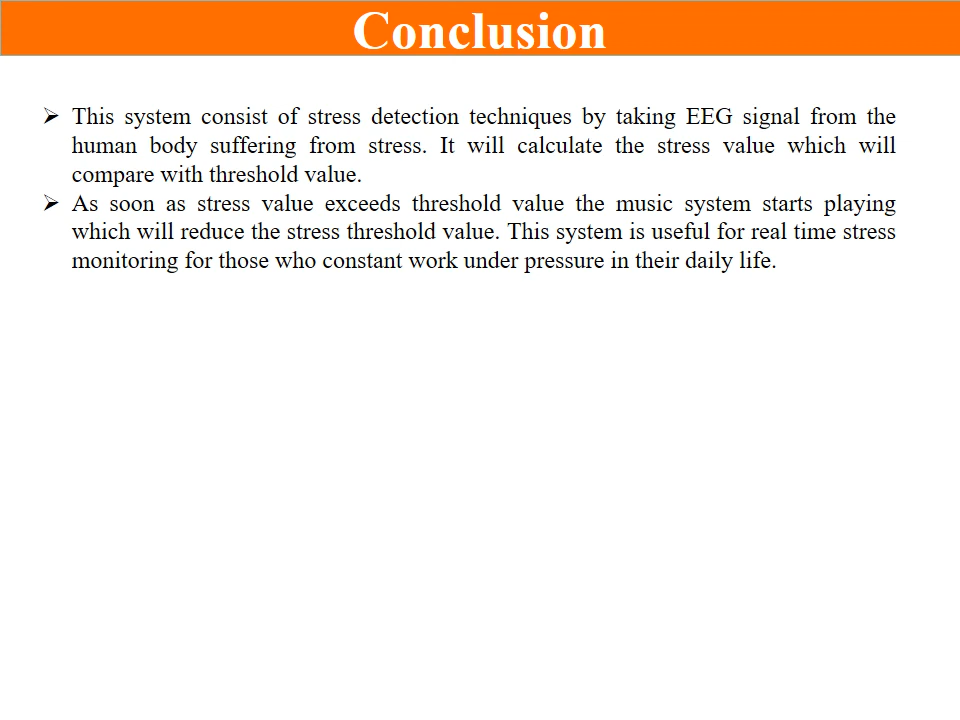 Conclusion
➢ This system consist of stress detection techniques by taking EEG signal from the
human body suffering from stress. It will calculate the stress value which will
compare with threshold value.
➢ As soon as stress value exceeds threshold value the music system starts playing
which will reduce the stress threshold value. This system is useful for real time stress
monitoring for those who constant work under pressure in their daily life.